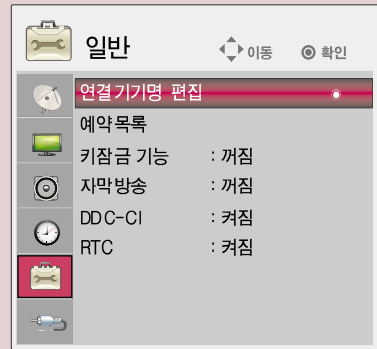 일반 이동 확인
연결기기명 편집
예약목록
키잠금 기능 : 꺼짐
자막방송 : 꺼짐
DDC-CI : 켜짐
RTC : 켜짐